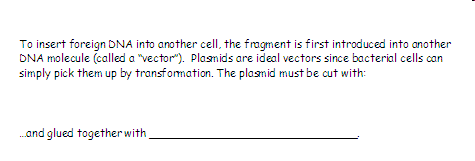 To insert foreign DNA into another cell, the fragment is first introduced into another
DNA molecule (called a "vector"). Plasmids are ideal vectors since bacterial cells can
simply pick them up by transformation. The plasmid must be cut with:
...and glued together with ______________________________.